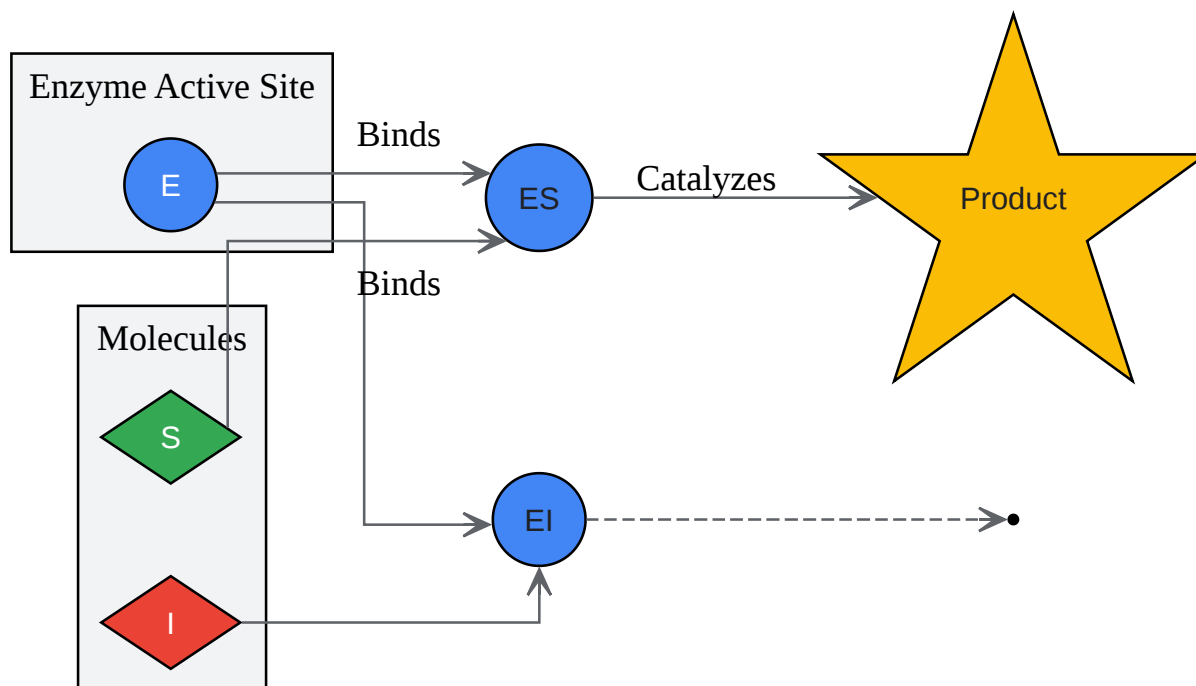 Enzyme Active Site
E
Binds
ES
Catalyzes
Product
Binds
Molecules
S
EI
I